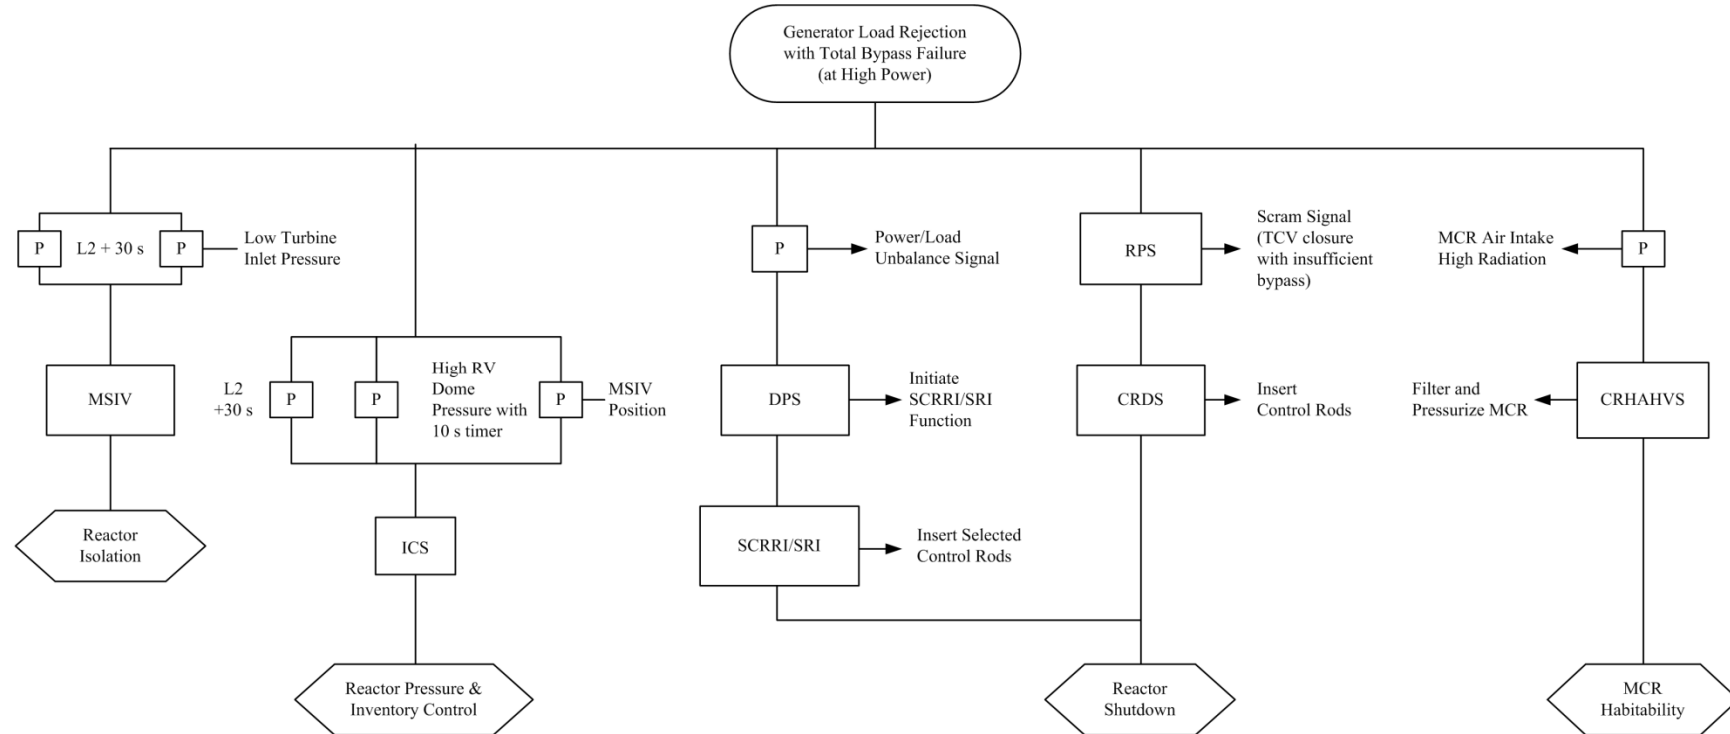 Generator Load Rejection
with Total Bypass Failure
(at High Power)
P
L2 + 30 s
P
Low Turbine
Inlet Pressure
MSIV
Reactor
Isolation
L2
+30 s
P
P
High RV
Dome
Pressure with
10 s timer
P
MSIV
Position
ICS
Reactor Pressure &
Inventory Control
P
Power/Load
Unbalance Signal
DPS
Initiate
SCRRI/SRI
Function
SCRRI/SRI
Insert Selected
Control Rods
RPS
Scram Signal
(TCV closure
with insufficient
bypass)
CRDS
Insert
Control Rods
Reactor
Shutdown
MCR Air Intake
High Radiation
P
Filter and
Pressurize MCR
CRHAHVS
MCR
Habitability